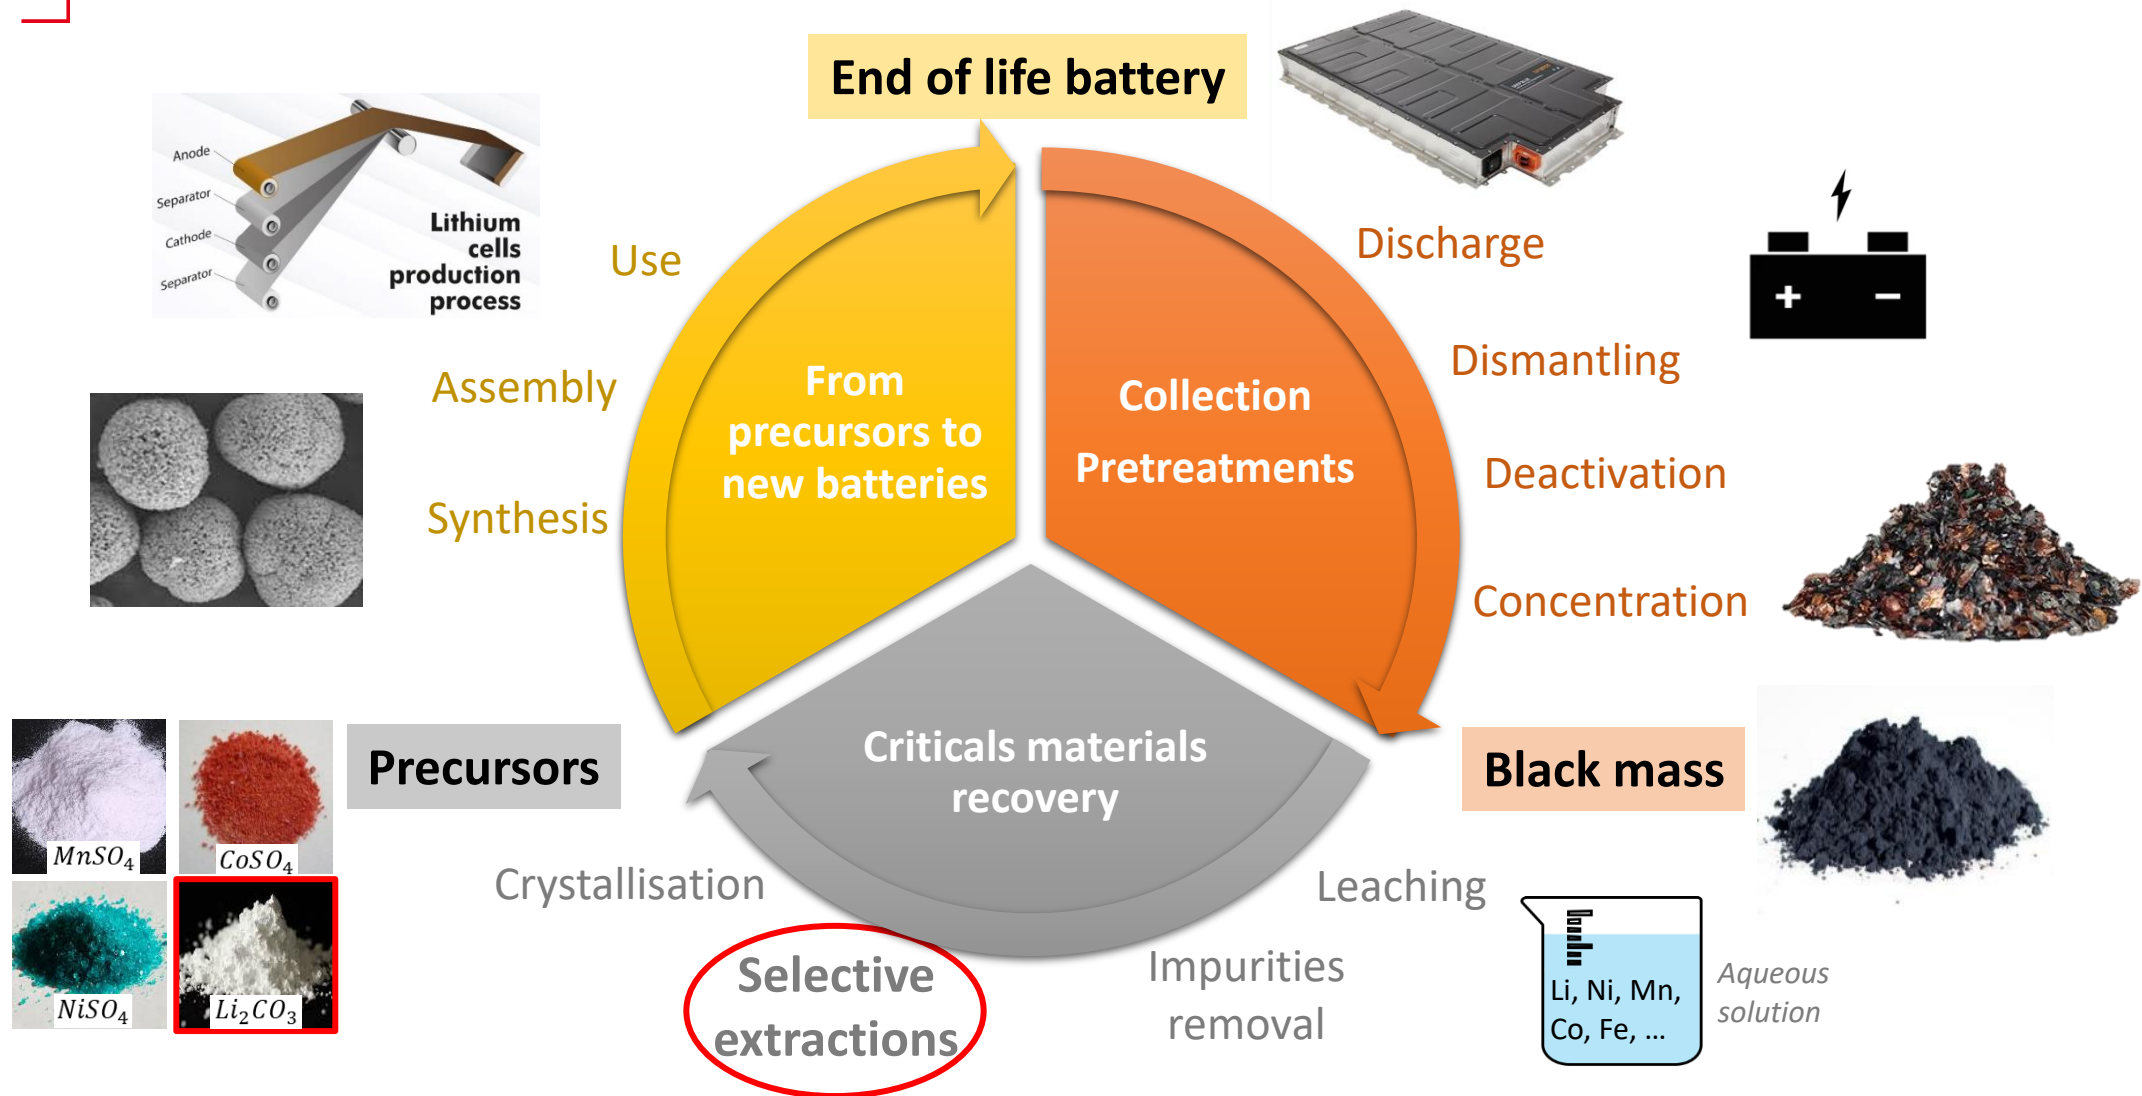 End of life battery
Anode
Separator
Cathode
Separator
Lithium
cells
production
process
Use
Assembly
Synthesis
From
precursors to
new batteries
Collection
Pretreatments
Discharge
Dismantling
Deactivation
Concentration
+ −
Criticals materials
recovery
Precursors
Black mass
MnSO₄
CoSO₄
NiSO₄
Li₂CO₃
Crystallisation
Selective
extractions
Impurities
removal
Leaching
Li, Ni, Mn,
Co, Fe, ...
Aqueous
solution